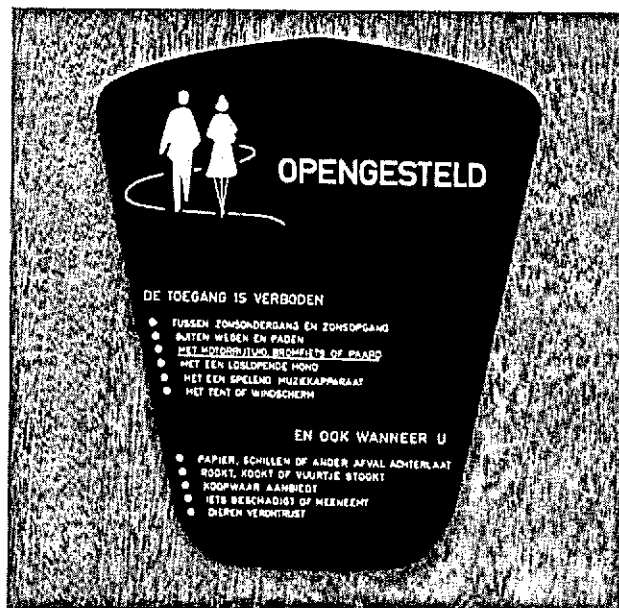 OPENGESTELD
DE TOEGANG IS VERBODEN
TUSSEN ZONSONDERGANG EN ZONSOPGANG
BUITEN WEGEN EN PADEN
MET MOTORRIJTUIG, BROMFIETS OF PAARD
MET EEN LOSLOPENDE HOND
MET EEN SPELEND MUZIEKAPPARAAT
MET TENT OF WINDSCHERM
EN OOK WANNEER U
PAPIER, SCHILLEN OF ANDER AFVAL ACHTERLAAT
ROOKT, KOOKT OF VUURTJE STOOKT
KOOPWAAR AANBIEDT
IETS BESCHADIGT OF MEENEEMT
DIEREN VERONTRUST